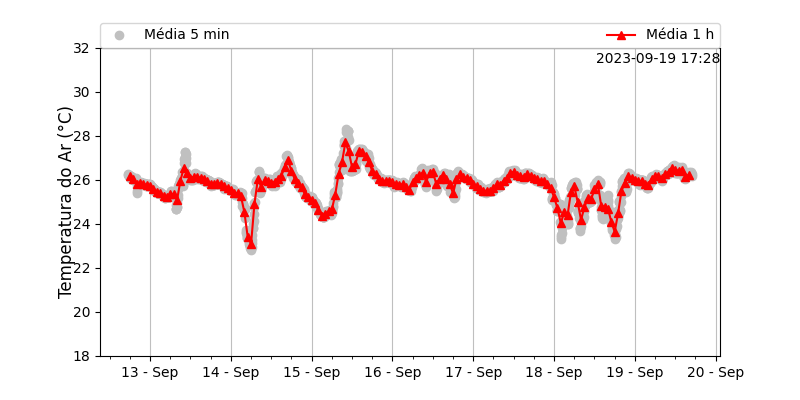 Média 5 min
Média 1 h
2023-09-19 17:28
Temperatura do Ar (°C)
32
30
28
26
24
22
20
18
13 - Sep
14 - Sep
15 - Sep
16 - Sep
17 - Sep
18 - Sep
19 - Sep
20 - Sep